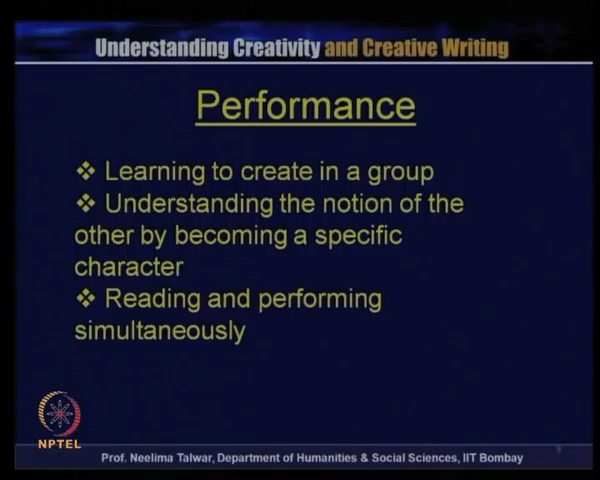 Understanding Creativity and Creative Writing
Performance
❖ Learning to create in a group
❖ Understanding the notion of the
other by becoming a specific
character
❖ Reading and performing
simultaneously
NPTEL
Prof. Neelima Talwar, Department of Humanities & Social Sciences, IIT Bombay
9